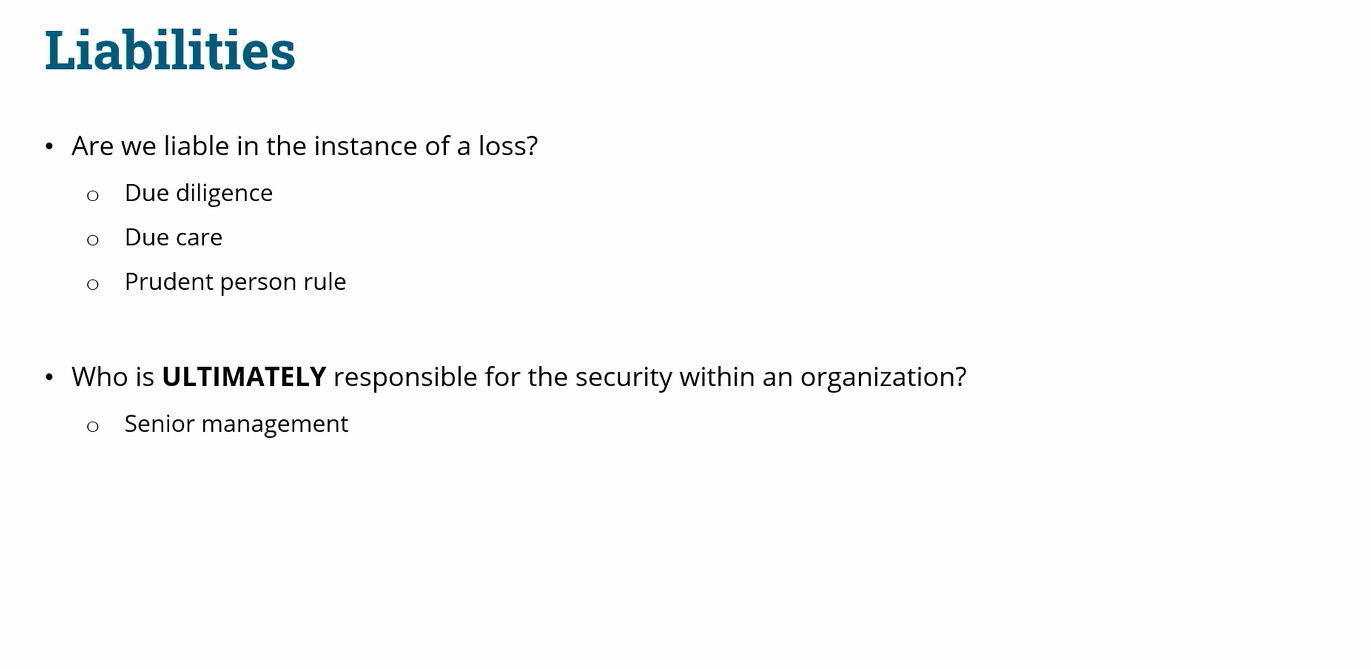 Liabilities
• Are we liable in the instance of a loss?
o Due diligence
o Due care
o Prudent person rule
• Who is ULTIMATELY responsible for the security within an organization?
o Senior management